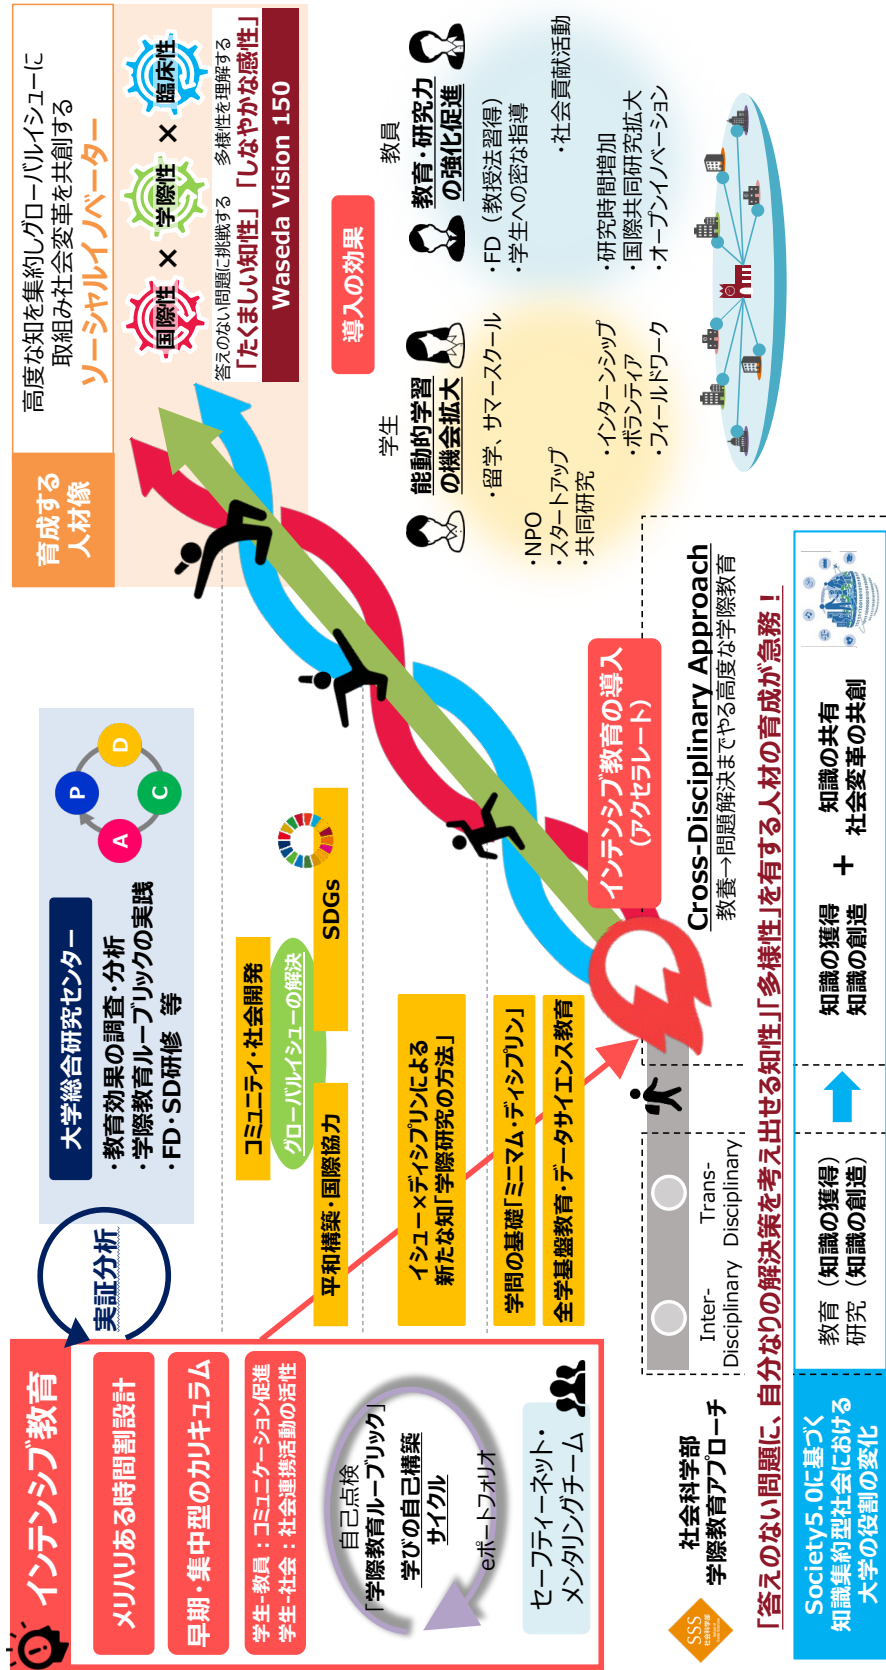 インテンシブ教育
メリハリある時間割設計
早期・集中型のカリキュラム
学生-教員：コミュニケーション促進
学生-社会：社会連携活動の活性
自己点検
「学際教育ルーブリック」
学びの自己構築
サイクル
eポートフォリオ
セーフティーネット・
メンタリングチーム
実証分析
大学総合研究センター
・教育効果の調査・分析
・学際教育ルーブリックの実践
・FD・SD研修　等
P
D
C
A
コミュニティ・社会開発
グローバルイシューの解決
平和構築・国際協力
SDGs
イシュー×ディシプリンによる
新たな知「学際研究の方法」
学問の基礎「ミニマム・ディシプリン」
全学基盤教育・データサイエンス教育
育成する
人材像
高度な知を集約しグローバルイシューに
取組み社会変革を共創する
ソーシャルイノベーター
国際性 × 学際性 × 臨床性
答えのない問題に挑戦する　多様性を理解する
「たくましい知性」「しなやかな感性」
Waseda Vision 150
導入の効果
学生
能動的学習
の機会拡大
・留学、サマースクール
・NPO
・スタートアップ
・共同研究
・インターンシップ
・ボランティア
・フィールドワーク
教員
教育・研究力
の強化促進
・FD（教授法習得）
・学生への密な指導
・社会貢献活動
・研究時間増加
・国際共同研究拡大
・オープンイノベーション
インテンシブ教育の導入
（アクセラレート）
Cross-Disciplinary Approach
教養→問題解決までやる高度な学際教育
SSS
社会科学部
社会科学部
学際教育アプローチ
Inter-
Disciplinary
Trans-
Disciplinary
「答えのない問題に、自分なりの解決策を考え出せる知性」「多様性」を有する人材の育成が急務！
Society5.0に基づく
知識集約型社会における
大学の役割の変化
教育（知識の獲得）
研究（知識の創造）
知識の獲得
知識の創造
＋
知識の共有
社会変革の共創